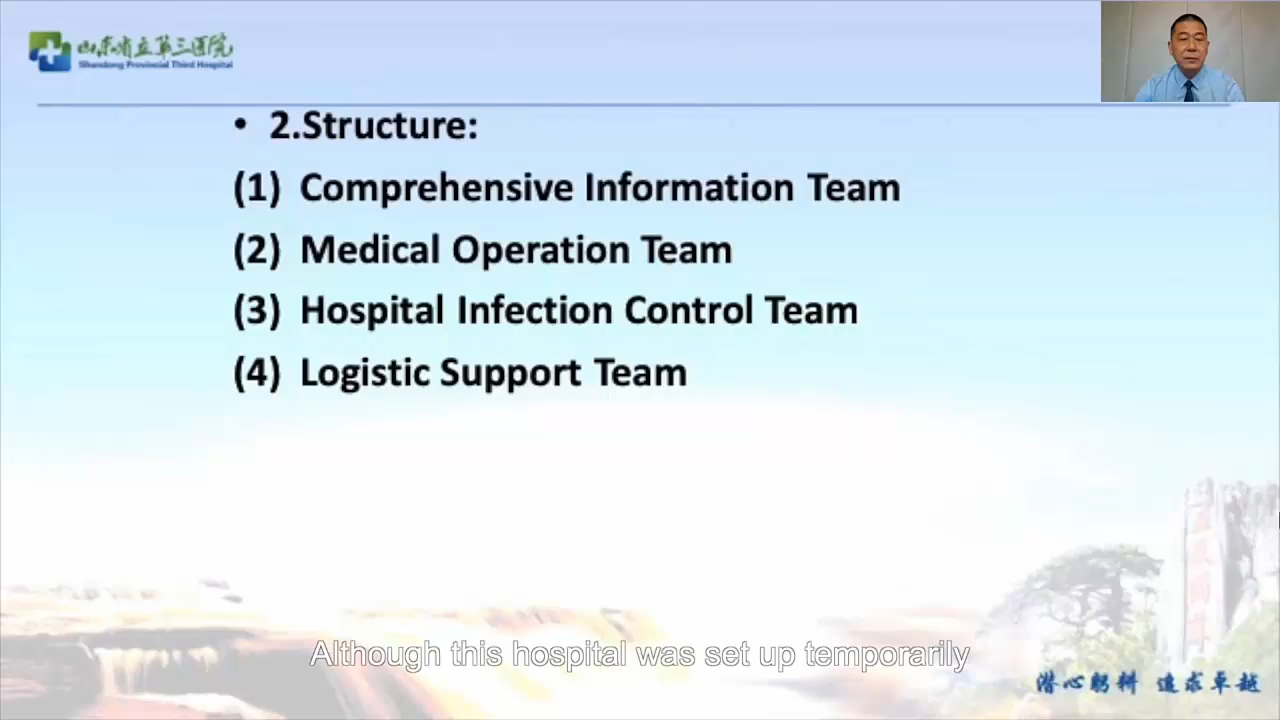 山东省立第三医院
Shandong Provincial Third Hospital
• 2.Structure:
(1) Comprehensive Information Team
(2) Medical Operation Team
(3) Hospital Infection Control Team
(4) Logistic Support Team
Although this hospital was set up temporarily
潜心躬耕 追求卓越